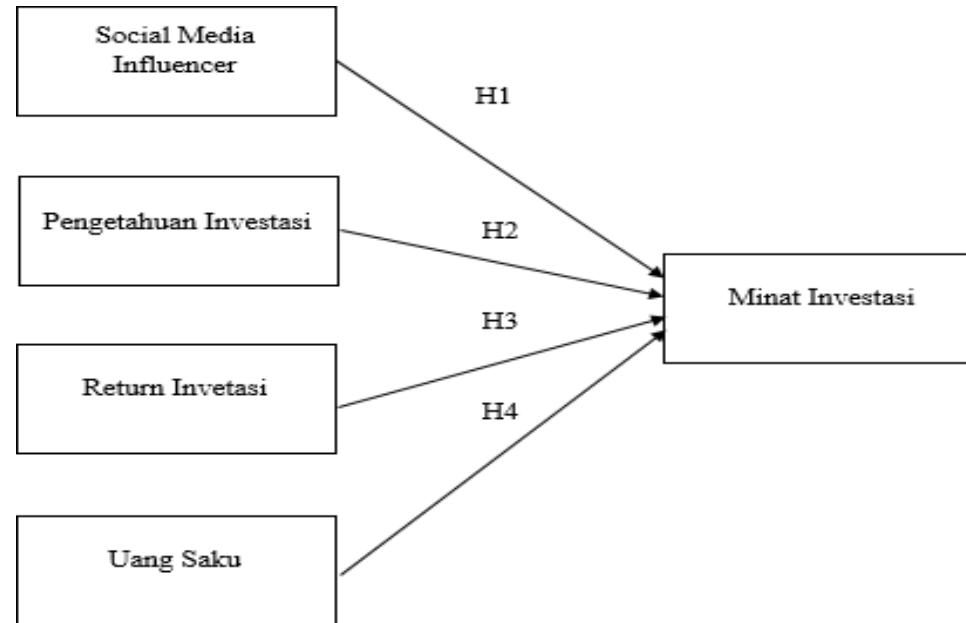 Social Media
Influencer
H1
Pengetahuan Investasi
H2
Minat Investasi
H3
Return Invetasi
H4
Uang Saku